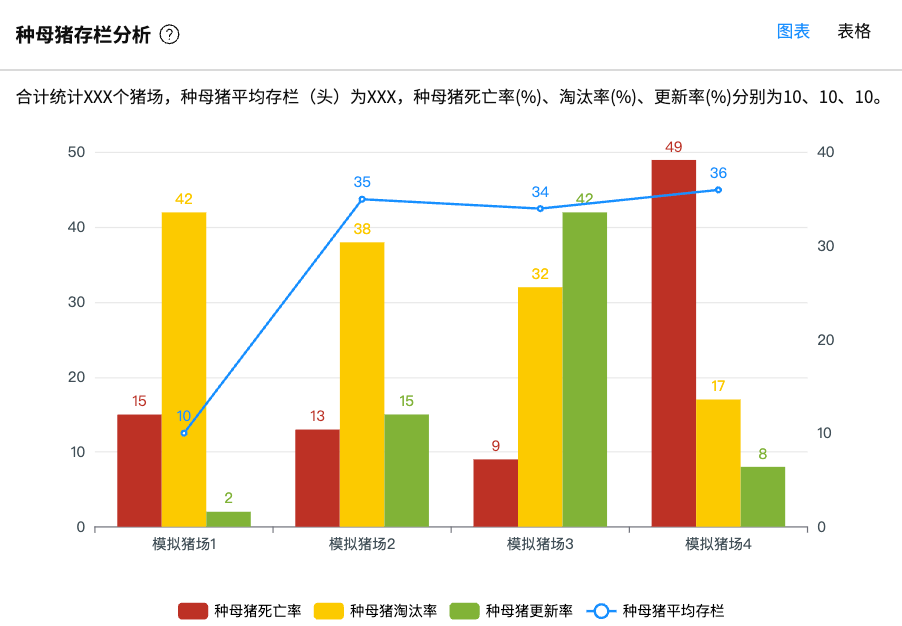 种母猪存栏分析 ?
图表 表格
合计统计XXX个猪场，种母猪平均存栏（头）为XXX，种母猪死亡率(%)、淘汰率(%)、更新率(%)分别为10、10、10。
50 49 40
36
35
34
42 42
40 38
30 32 30
20 20
15 10 13 15 17
9 8
10 10
2
0 0
模拟猪场1 模拟猪场2 模拟猪场3 模拟猪场4
种母猪死亡率 种母猪淘汰率 种母猪更新率 种母猪平均存栏